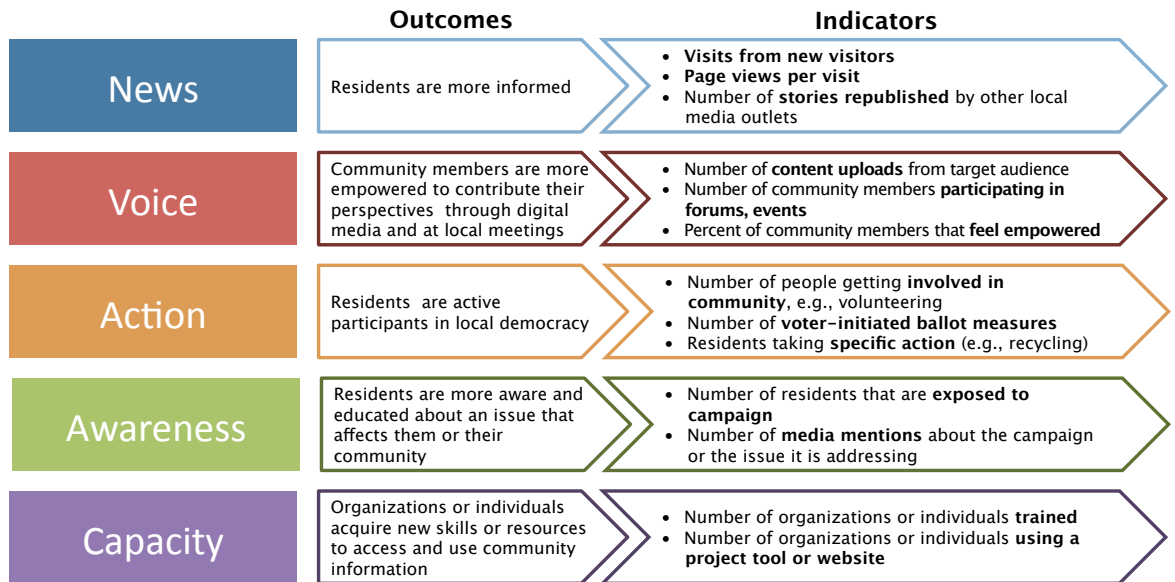 Outcomes
Indicators
News
Residents are more informed
• Visits from new visitors
• Page views per visit
• Number of stories republished by other local
media outlets
Voice
Community members are more
empowered to contribute their
perspectives through digital
media and at local meetings
• Number of content uploads from target audience
• Number of community members participating in
forums, events
• Percent of community members that feel empowered
Action
Residents are active
participants in local democracy
• Number of people getting involved in
community, e.g., volunteering
• Number of voter-initiated ballot measures
• Residents taking specific action (e.g., recycling)
Awareness
Residents are more aware and
educated about an issue that
affects them or their
community
• Number of residents that are exposed to
campaign
• Number of media mentions about the campaign
or the issue it is addressing
Capacity
Organizations or individuals
acquire new skills or resources
to access and use community
information
• Number of organizations or individuals trained
• Number of organizations or individuals using a
project tool or website